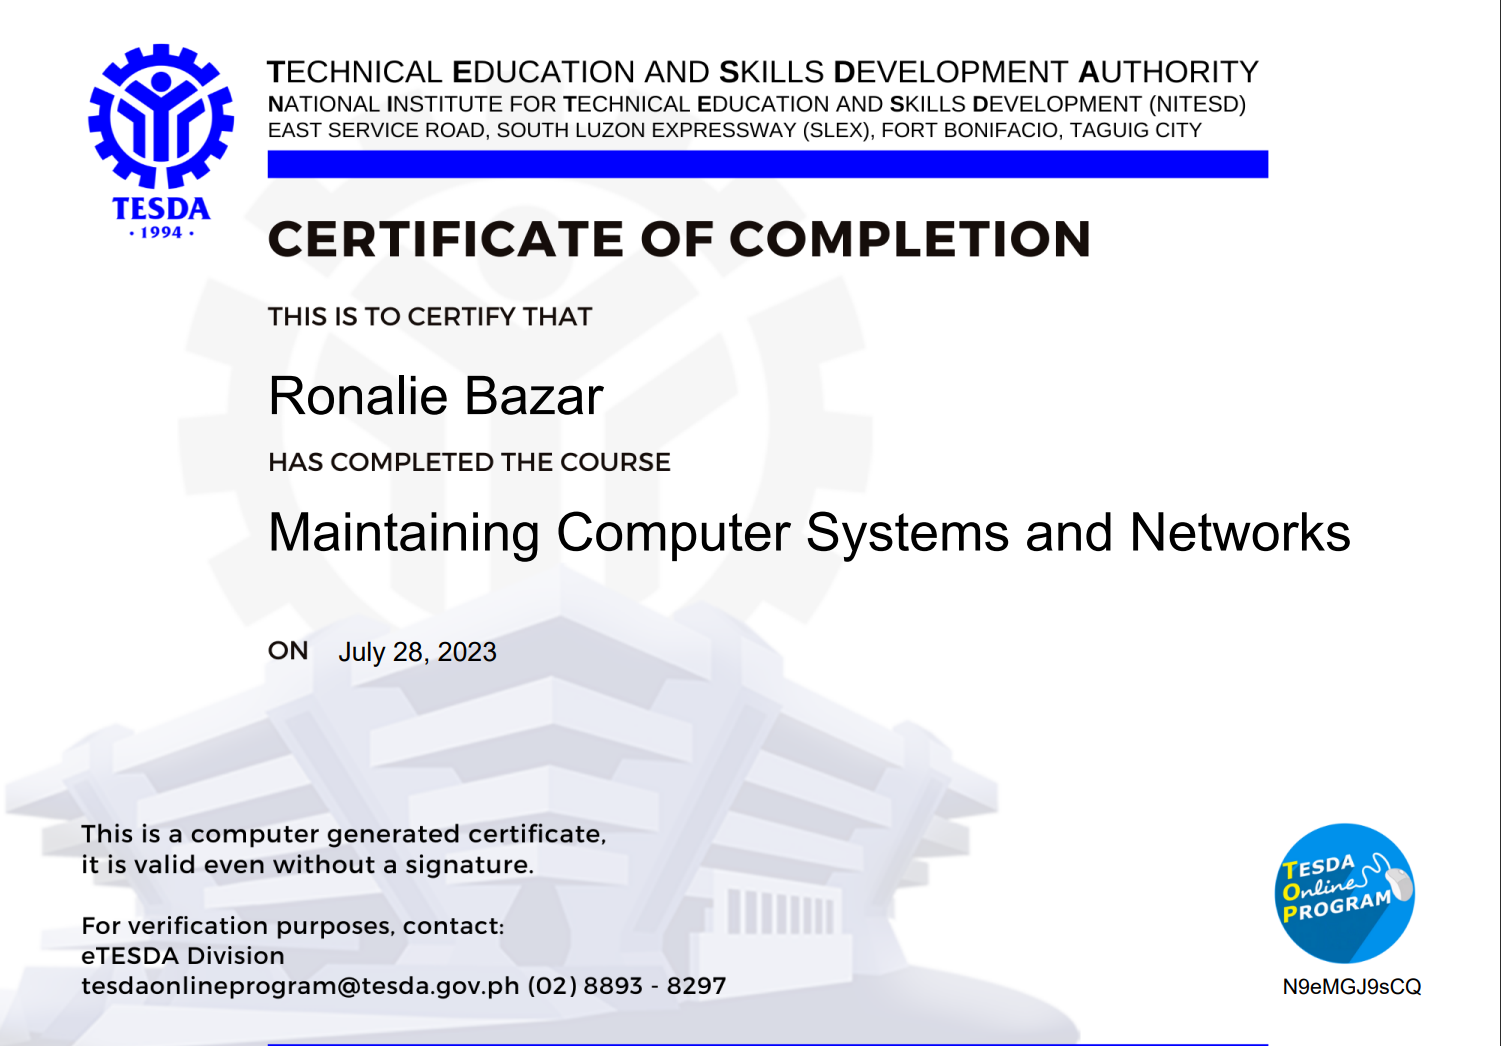 TECHNICAL EDUCATION AND SKILLS DEVELOPMENT AUTHORITY
NATIONAL INSTITUTE FOR TECHNICAL EDUCATION AND SKILLS DEVELOPMENT (NITESD)
EAST SERVICE ROAD, SOUTH LUZON EXPRESSWAY (SLEX), FORT BONIFACIO, TAGUIG CITY
TESDA
· 1994 ·
CERTIFICATE OF COMPLETION
THIS IS TO CERTIFY THAT
Ronalie Bazar
HAS COMPLETED THE COURSE
Maintaining Computer Systems and Networks
ON July 28, 2023
This is a computer generated certificate,
it is valid even without a signature.
For verification purposes, contact:
eTESDA Division
tesdaonlineprogram@tesda.gov.ph (02) 8893 - 8297
TESDA
Online
PROGRAM
N9eMGJ9sCQ